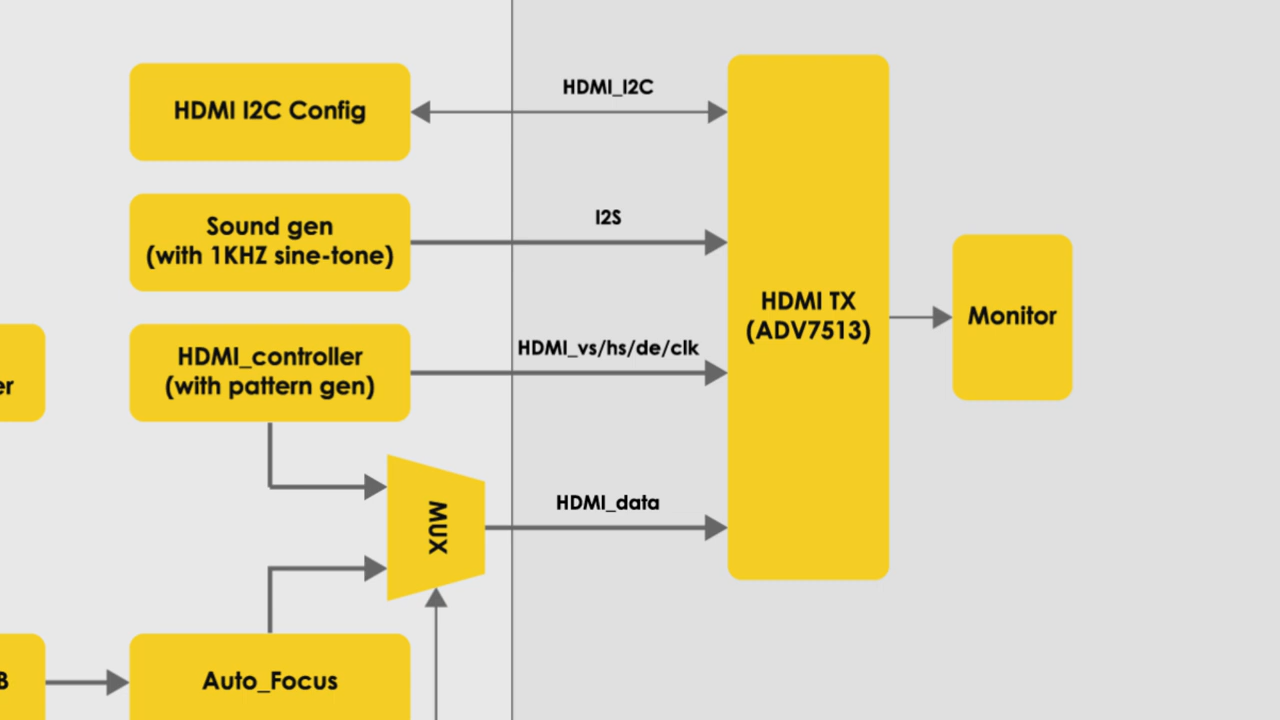 HDMI I2C Config
HDMI_I2C
Sound gen
(with 1KHZ sine-tone)
I2S
HDMI_controller
(with pattern gen)
HDMI_vs/hs/de/clk
HDMI TX
(ADV7513)
Monitor
er
MUX
HDMI_data
B
Auto_Focus